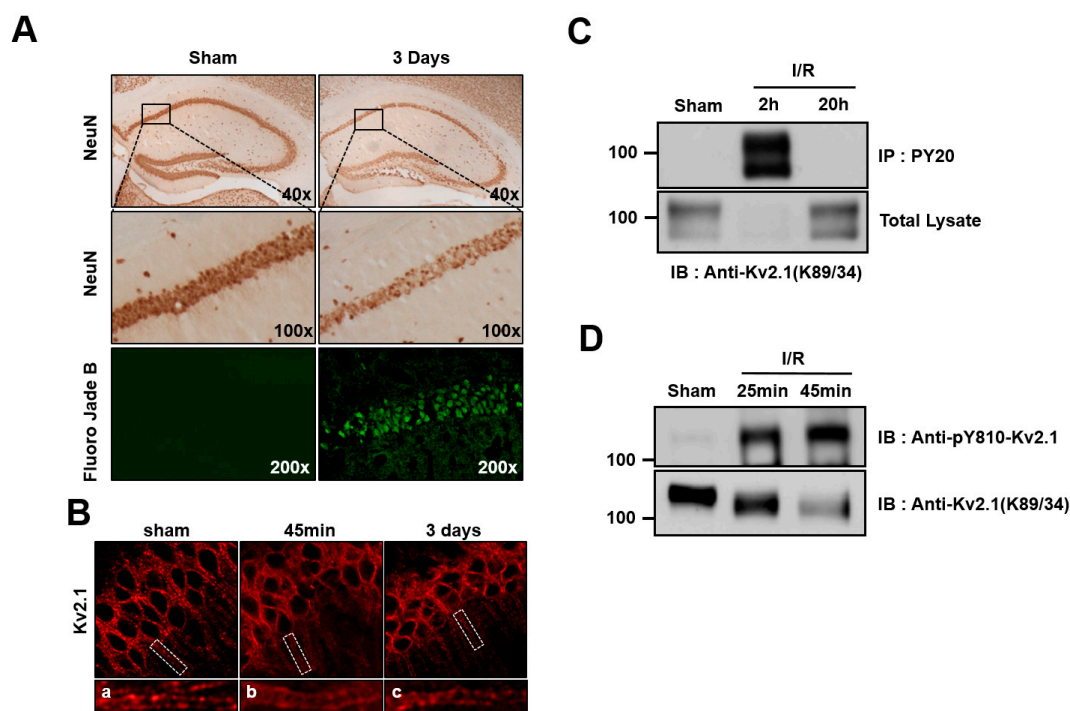 A
Sham
3 Days
NeuN
40x
40x
NeuN
100x
100x
Fluoro Jade B
200x
200x
B
sham
45min
3 days
Kv2.1
a
b
c
C
I/R
Sham
2h
20h
100
IP : PY20
100
Total Lysate
IB : Anti-Kv2.1(K89/34)
D
I/R
Sham
25min
45min
IB : Anti-pY810-Kv2.1
100
IB : Anti-Kv2.1(K89/34)
100